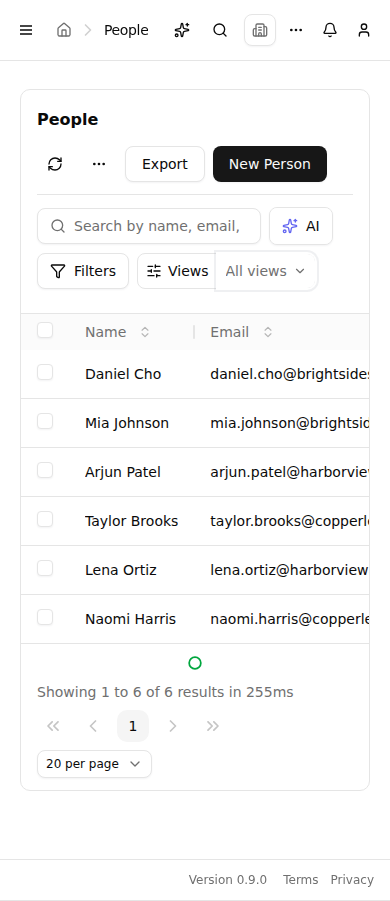 People
People
Export
New Person
Search by name, email,
AI
Filters
Views
All views
Name
Email
Daniel Cho
daniel.cho@brightsides
Mia Johnson
mia.johnson@brightsid
Arjun Patel
arjun.patel@harborview
Taylor Brooks
taylor.brooks@copperle
Lena Ortiz
lena.ortiz@harborview
Naomi Harris
naomi.harris@copperle
Showing 1 to 6 of 6 results in 255ms
1
20 per page
Version 0.9.0
Terms
Privacy